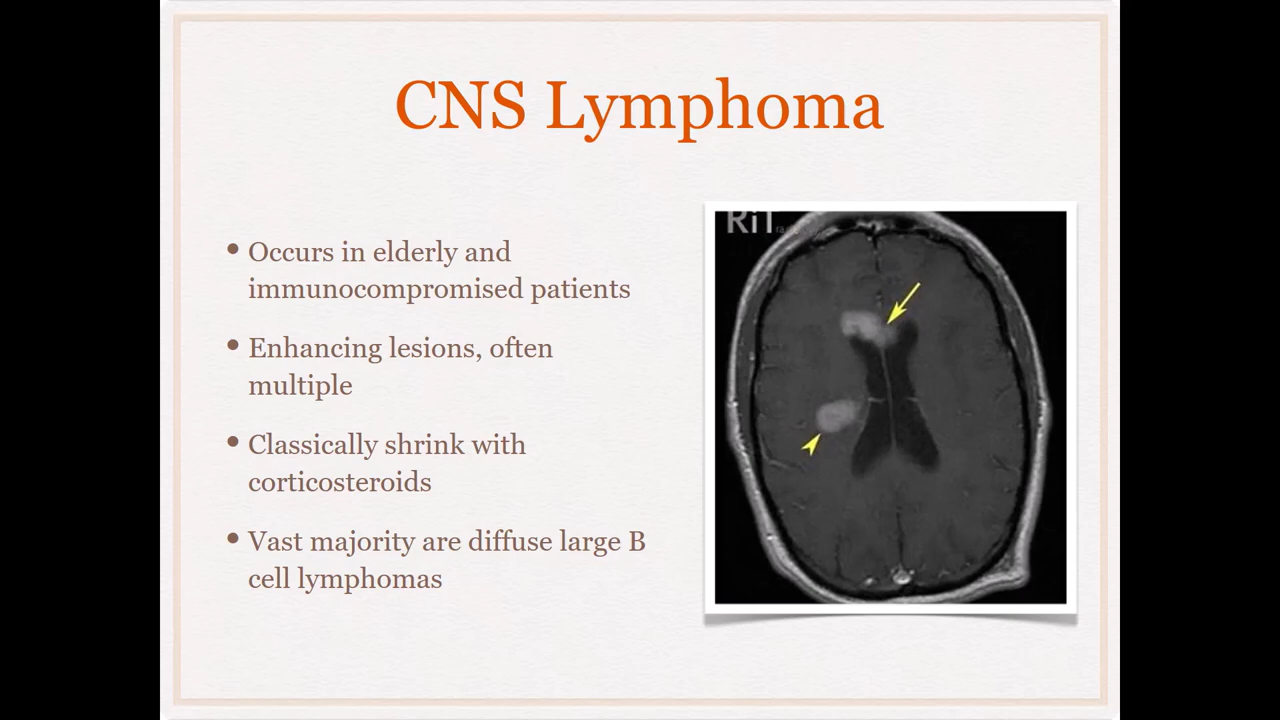 CNS Lymphoma
• Occurs in elderly and
immunocompromised patients
• Enhancing lesions, often
multiple
• Classically shrink with
corticosteroids
• Vast majority are diffuse large B
cell lymphomas
RiT